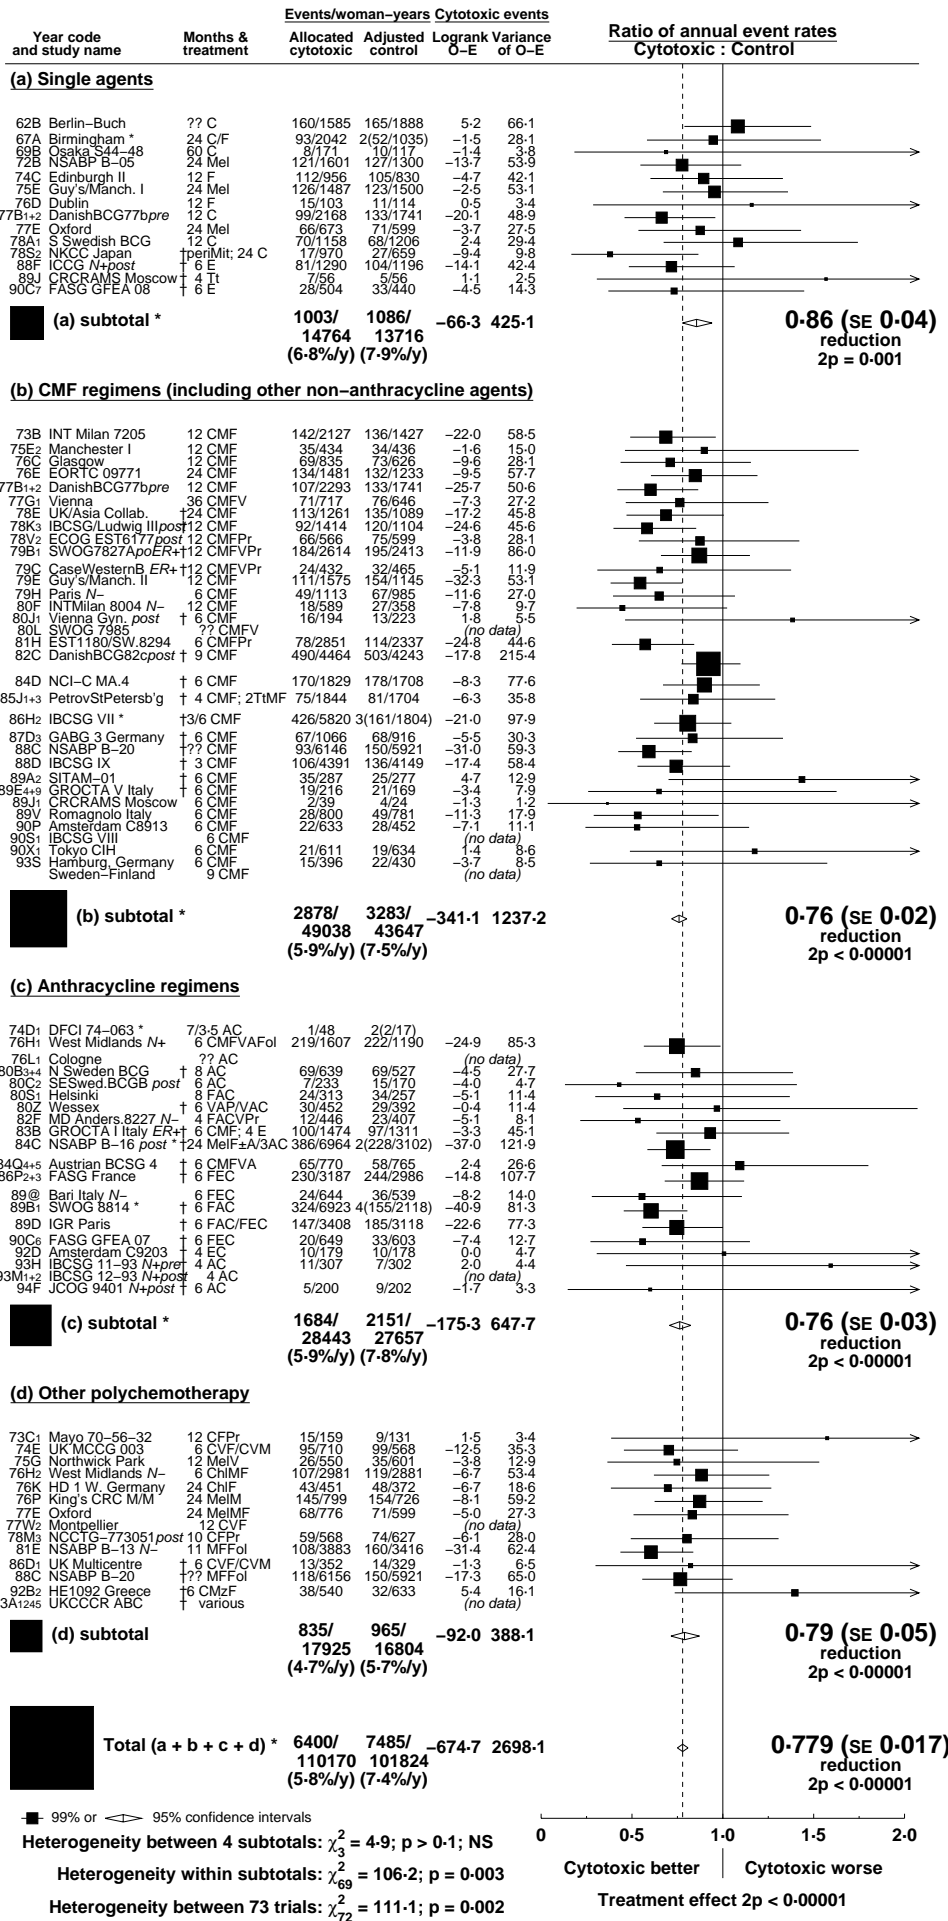 Events/woman–years Cytotoxic events
Year code and study name Months & treatment Allocated cytotoxic Adjusted control Logrank O–E Variance of O–E Ratio of annual event rates Cytotoxic : Control
(a) Single agents
62B Berlin–Buch ?? C 160/1585 165/1888 5·2 66·1
67A Birmingham * 24 C/F 93/2042 2(52/1035) –1·5 28·1
69B Osaka S44–48 60 C 8/171 10/117 –1·4 3·8
72B NSABP B–05 24 Mel 121/1601 127/1300 –13·7 53·9
74C Edinburgh II 12 F 112/956 105/830 –4·7 42·1
75E Guy's/Manch. I 24 Mel 126/1487 123/1500 –2·5 53·1
76D Dublin 12 F 15/103 11/114 0·5 3·4
77B1+2 DanishBCG77bpre 12 C 99/2168 133/1741 –20·1 48·9
77E Oxford 24 Mel 66/673 71/599 –3·7 27·5
78A1 S Swedish BCG 12 C 70/1158 68/1206 2·4 29·4
78S2 NKCC Japan †periMit; 24 C 17/970 27/659 –9·4 9·8
88F ICCG N+post † 6 E 81/1290 104/1196 –14·1 42·4
89J CRCRAMS Moscow † 4 Tt 7/56 5/56 1·1 2·5
90C7 FASG GFEA 08 † 6 E 28/504 33/440 –4·5 14·3
(a) subtotal * 1003/14764 1086/13716 –66·3 425·1 0·86 (SE 0·04)
(6·8%/y) (7·9%/y) reduction 2p = 0·001
(b) CMF regimens (including other non–anthracycline agents)
73B INT Milan 7205 12 CMF 142/2127 136/1427 –22·0 58·5
75E2 Manchester I 12 CMF 35/434 34/436 –1·6 15·0
76C Glasgow 12 CMF 69/835 73/626 –9·6 28·1
76E EORTC 09771 24 CMF 134/1481 132/1233 –9·5 57·7
77B1+2 DanishBCG77bpre 12 CMF 107/2293 133/1741 –25·7 50·6
77G1 Vienna 36 CMFV 71/717 76/646 –7·3 27·2
78E UK/Asia Collab. †24 CMF 113/1261 135/1089 –17·2 45·8
78K3 IBCSG/Ludwig IIIpost †12 CMF 92/1414 120/1104 –24·6 45·6
78V2 ECOG EST6177post 12 CMFPr 66/566 75/599 –3·8 28·1
79B1 SWOG7827ApoER+ †12 CMFVPr 184/2614 195/2413 –11·9 86·0
79C CaseWesternB ER+ †12 CMFVPr 24/432 32/465 –5·1 11·9
79E Guy's/Manch. II 12 CMF 111/1575 154/1145 –32·3 53·1
79H Paris N– 6 CMF 49/1113 67/985 –11·6 27·0
80F INTMilan 8004 N– 12 CMF 18/589 27/358 –7·8 9·7
80J1 Vienna Gyn. post † 6 CMF 16/194 13/223 1·8 5·5
80L SWOG 7985 ?? CMFV (no data)
81H EST1180/SW.8294 6 CMFPr 78/2851 114/2337 –24·8 44·6
82C DanishBCG82cpost † 9 CMF 490/4464 503/4243 –17·8 215·4
84D NCI–C MA.4 † 6 CMF 170/1829 178/1708 –8·3 77·6
85J1+3 PetrovStPetersb'g † 4 CMF; 2TtMF 75/1844 81/1704 –6·3 35·8
86H2 IBCSG VII * †3/6 CMF 426/5820 3(161/1804) –21·0 97·9
87D3 GABG 3 Germany † 6 CMF 67/1066 68/916 –5·5 30·3
88C NSABP B–20 †?? CMF 93/6146 150/5921 –31·0 59·3
88D IBCSG IX † 3 CMF 106/4391 136/4149 –17·4 58·4
89A2 SITAM–01 † 6 CMF 35/287 25/277 4·7 12·9
89E4+9 GROCTA V Italy † 6 CMF 19/216 21/169 –3·4 7·9
89J1 CRCRAMS Moscow 6 CMF 2/39 4/24 –1·3 1·2
89V Romagnolo Italy 6 CMF 28/800 49/781 –11·3 17·9
90P Amsterdam C8913 6 CMF 22/633 28/452 –7·1 11·1
90S1 IBCSG VIII 6 CMF (no data)
90X1 Tokyo CIH 6 CMF 21/611 19/634 1·4 8·6
93S Hamburg, Germany 6 CMF 15/396 22/430 –3·7 8·5
Sweden–Finland 9 CMF (no data)
(b) subtotal * 2878/49038 3283/43647 –341·1 1237·2 0·76 (SE 0·02)
(5·9%/y) (7·5%/y) reduction 2p < 0·00001
(c) Anthracycline regimens
74D1 DFCI 74–063 * 7/3·5 AC 1/48 2(2/17)
76H1 West Midlands N+ 6 CMFVAFol 219/1607 222/1190 –24·9 85·3
76L1 Cologne ?? AC (no data)
80B3+4 N Sweden BCG † 8 AC 69/639 69/527 –4·5 27·7
80C2 SESwed.BCGB post 6 AC 7/233 15/170 –4·0 4·7
80S1 Helsinki 8 FAC 24/313 34/257 –5·1 11·4
80Z Wessex † 6 VAP/VAC 30/452 29/392 –0·4 11·4
82F MD Anders.8227 N– 4 FACVPr 12/446 23/407 –5·1 8·1
83B GROCTA I Italy ER+ † 6 CMF; 4 E 100/1474 97/1311 –3·3 45·1
84C NSABP B–16 post * †24 MelF±A/3AC 386/6964 2(228/3102) –37·0 121·9
84Q4+5 Austrian BCSG 4 † 6 CMFVA 65/770 58/765 2·4 26·6
86P2+3 FASG France † 6 FEC 230/3187 244/2986 –14·8 107·7
89@ Bari Italy N– 6 FEC 24/644 36/539 –8·2 14·0
89B1 SWOG 8814 * † 6 FAC 324/6923 4(155/2118) –40·9 81·3
89D IGR Paris † 6 FAC/FEC 147/3408 185/3118 –22·6 77·3
90C6 FASG GFEA 07 † 6 FEC 20/649 33/603 –7·4 12·7
92D Amsterdam C9203 † 4 EC 10/179 10/178 0·0 4·7
93H IBCSG 11–93 N+pre † 4 AC 11/307 7/302 2·0 4·4
93M1+2 IBCSG 12–93 N+post 4 AC (no data)
94F JCOG 9401 N+post † 6 AC 5/200 9/202 –1·7 3·3
(c) subtotal * 1684/28443 2151/27657 –175·3 647·7 0·76 (SE 0·03)
(5·9%/y) (7·8%/y) reduction 2p < 0·00001
(d) Other polychemotherapy
73C1 Mayo 70–56–32 12 CFPr 15/159 9/131 1·5 3·4
74E UK MCCG 003 6 CVF/CVM 95/710 99/568 –12·5 35·3
75G Northwick Park 12 MelV 26/550 35/601 –3·8 12·9
76H2 West Midlands N– 6 ChlMF 107/2981 119/2881 –6·7 53·4
76K HD 1 W. Germany 24 ChlF 43/451 48/372 –6·7 18·6
76P King's CRC M/M 24 MelM 145/799 154/726 –8·1 59·2
77E Oxford 24 MelMF 68/776 71/599 –5·0 27·3
77W2 Montpellier 12 CVF (no data)
78M3 NCCTG–773051post 10 CFPr 59/568 74/627 –6·1 28·0
81E NSABP B–13 N– 11 MFFol 108/3883 160/3416 –31·4 62·4
86D1 UK Multicentre † 6 CVF/CVM 13/352 14/329 –1·3 6·5
88C NSABP B–20 †?? MFFol 118/6156 150/5921 –17·3 65·0
92B2 HE1092 Greece †6 CMzF 38/540 32/633 5·4 16·1
3A1245 UKCCCR ABC † various (no data)
(d) subtotal 835/17925 965/16804 –92·0 388·1 0·79 (SE 0·05)
(4·7%/y) (5·7%/y) reduction 2p < 0·00001
Total (a + b + c + d) * 6400/110170 7485/101824 –674·7 2698·1 0·779 (SE 0·017)
(5·8%/y) (7·4%/y) reduction 2p < 0·00001
99% or 95% confidence intervals
0 0·5 1·0 1·5 2·0
Heterogeneity between 4 subtotals: χ²3 = 4·9; p > 0·1; NS
Cytotoxic better Cytotoxic worse
Heterogeneity within subtotals: χ²69 = 106·2; p = 0·003
Treatment effect 2p < 0·00001
Heterogeneity between 73 trials: χ²72 = 111·1; p = 0·002